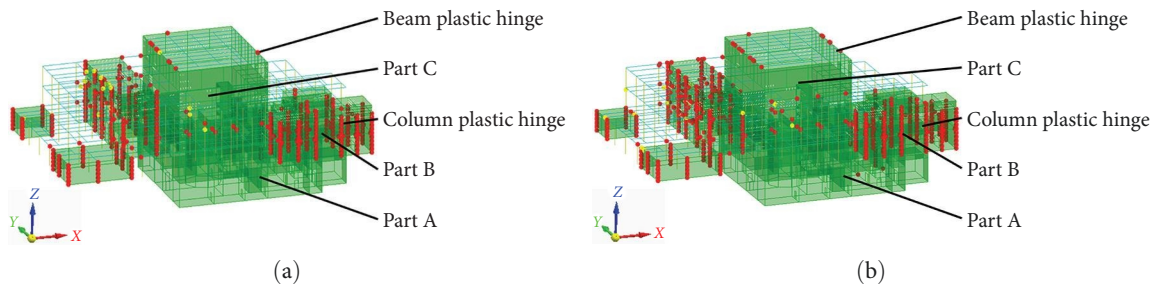 Beam plastic hinge
Part C
Column plastic hinge
Part B
Part A
Z
Y
X
(a)
Beam plastic hinge
Part C
Column plastic hinge
Part B
Part A
Z
Y
X
(b)